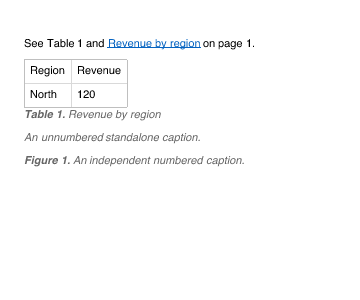 See Table 1 and Revenue by region on page 1.
Region Revenue
North 120
Table 1. Revenue by region
An unnumbered standalone caption.
Figure 1. An independent numbered caption.